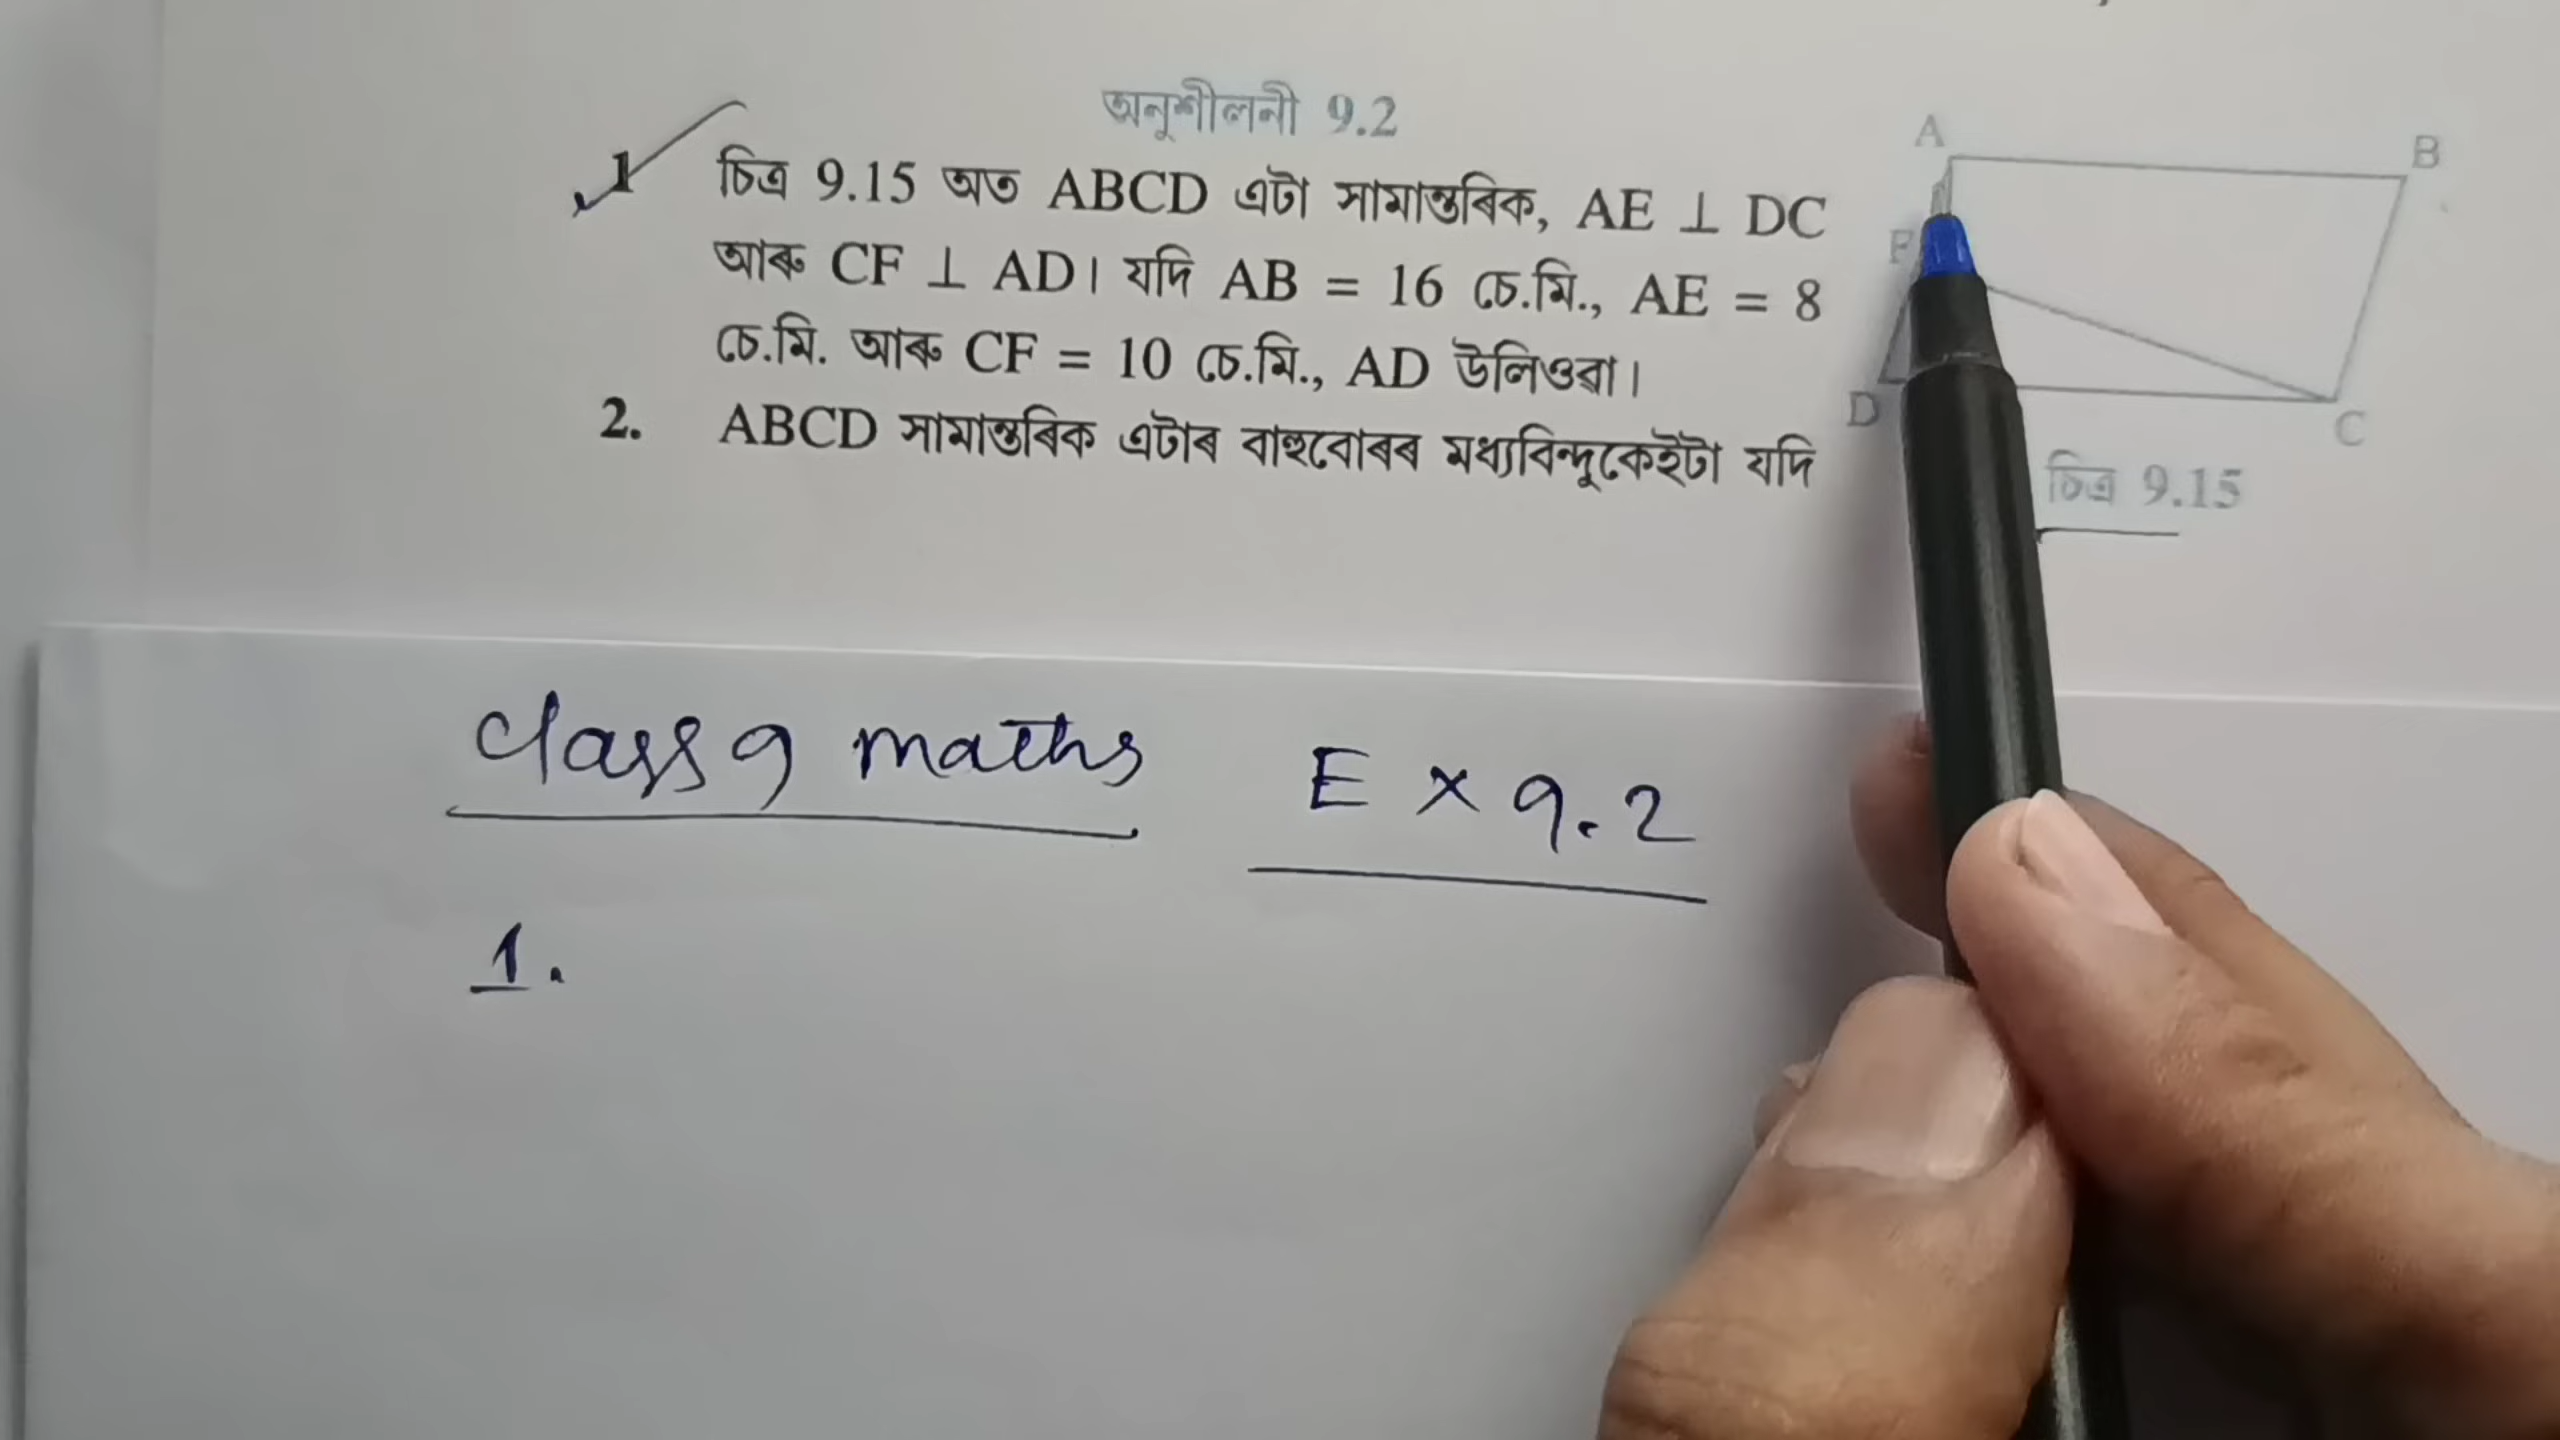 অনুশীলনী 9.2
1 চিত্ৰ 9.15 অত ABCD এটা সামান্তৰিক, AE ⊥ DC
আৰু CF ⊥ AD। যদি AB = 16 চে.মি., AE = 8
চে.মি. আৰু CF = 10 চে.মি., AD উলিওৱা।
2. ABCD সামান্তৰিক এটাৰ বাহুবোৰৰ মধ্যবিন্দুকেইটা যদি
A B
F
D C
চিত্ৰ 9.15
Class 9 maths Ex 9.2
1.